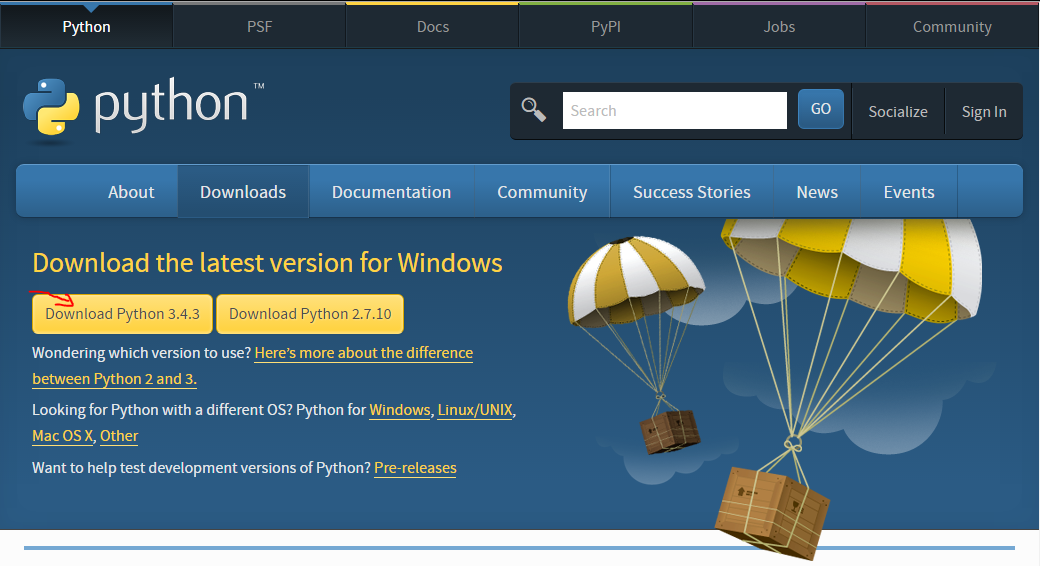 Python PSF Docs PyPI Jobs Community
python™
Search GO Socialize Sign In
About Downloads Documentation Community Success Stories News Events
Download the latest version for Windows
Download Python 3.4.3 Download Python 2.7.10
Wondering which version to use? Here's more about the difference
between Python 2 and 3.
Looking for Python with a different OS? Python for Windows, Linux/UNIX,
Mac OS X, Other
Want to help test development versions of Python? Pre-releases